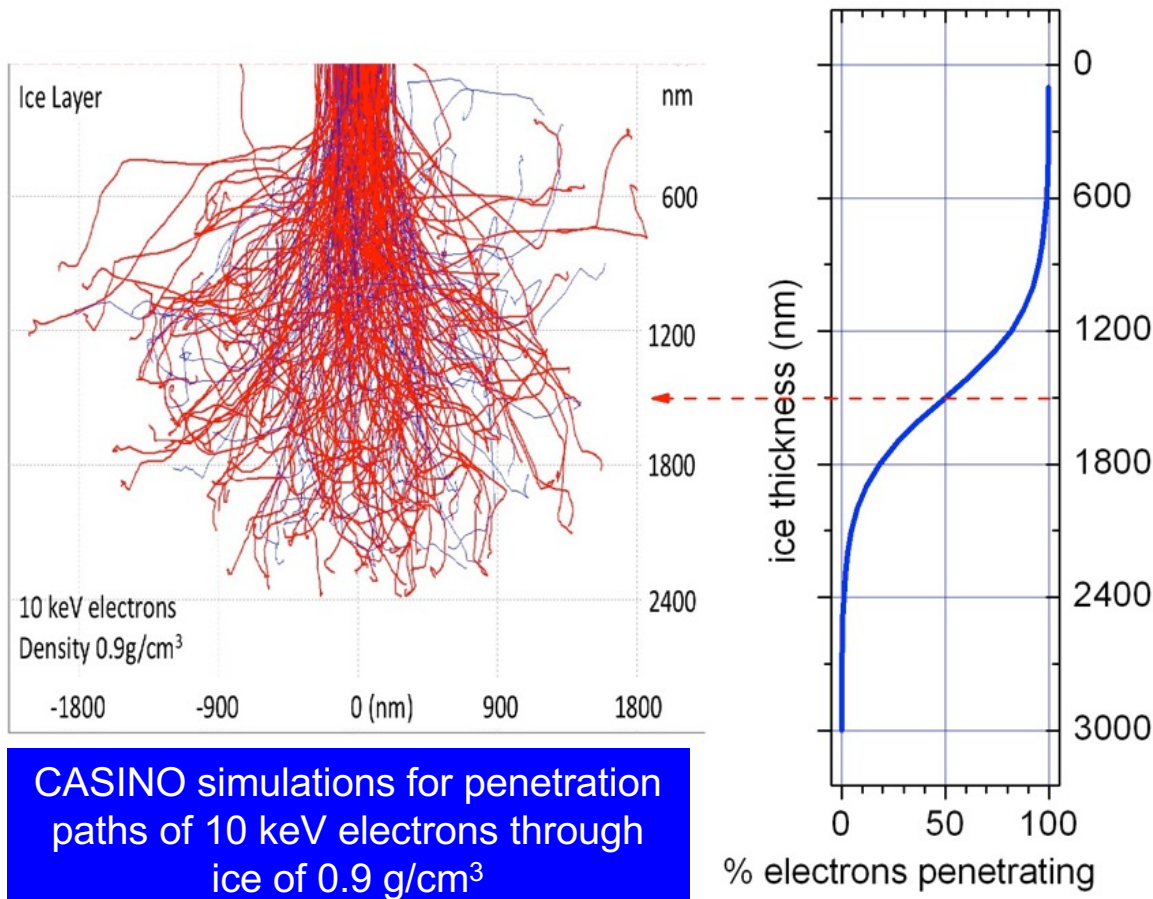 Ice Layer
nm
600
1200
1800
2400
10 keV electrons
Density 0.9g/cm³
-1800 -900 0 (nm) 900 1800
CASINO simulations for penetration
paths of 10 keV electrons through
ice of 0.9 g/cm³
ice thickness (nm)
0
600
1200
1800
2400
3000
0 50 100
% electrons penetrating